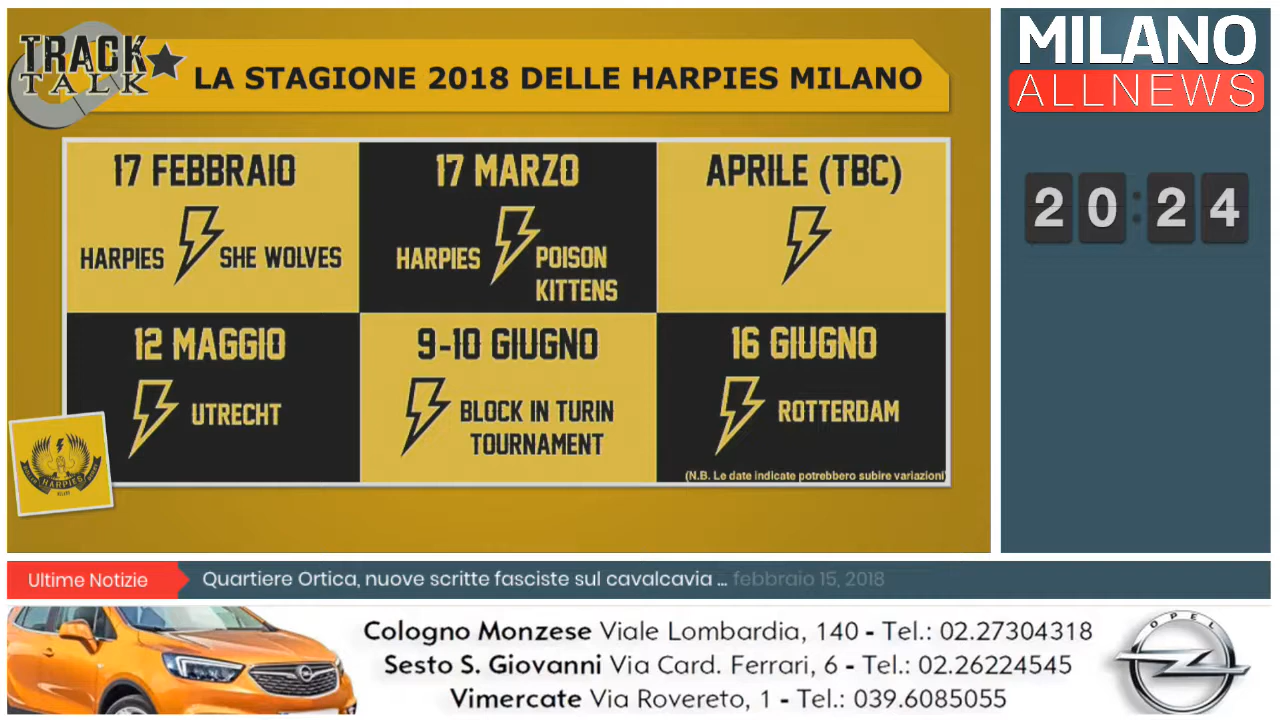 TRACK
TALK
LA STAGIONE 2018 DELLE HARPIES MILANO
MILANO
ALLNEWS
20:24
17 FEBBRAIO
HARPIES
SHE WOLVES
17 MARZO
HARPIES
POISON
KITTENS
APRILE (TBC)
12 MAGGIO
UTRECHT
9-10 GIUGNO
BLOCK IN TURIN
TOURNAMENT
16 GIUGNO
ROTTERDAM
(N.B. Le date indicate potrebbero subire variazioni)
HARPIES
Ultime Notizie
Quartiere Ortica, nuove scritte fasciste sul cavalcavia ... febbraio 15, 2018
Cologno Monzese Viale Lombardia, 140 - Tel.: 02.27304318
Sesto S. Giovanni Via Card. Ferrari, 6 - Tel.: 02.26224545
Vimercate Via Rovereto, 1 - Tel.: 039.6085055
OPEL